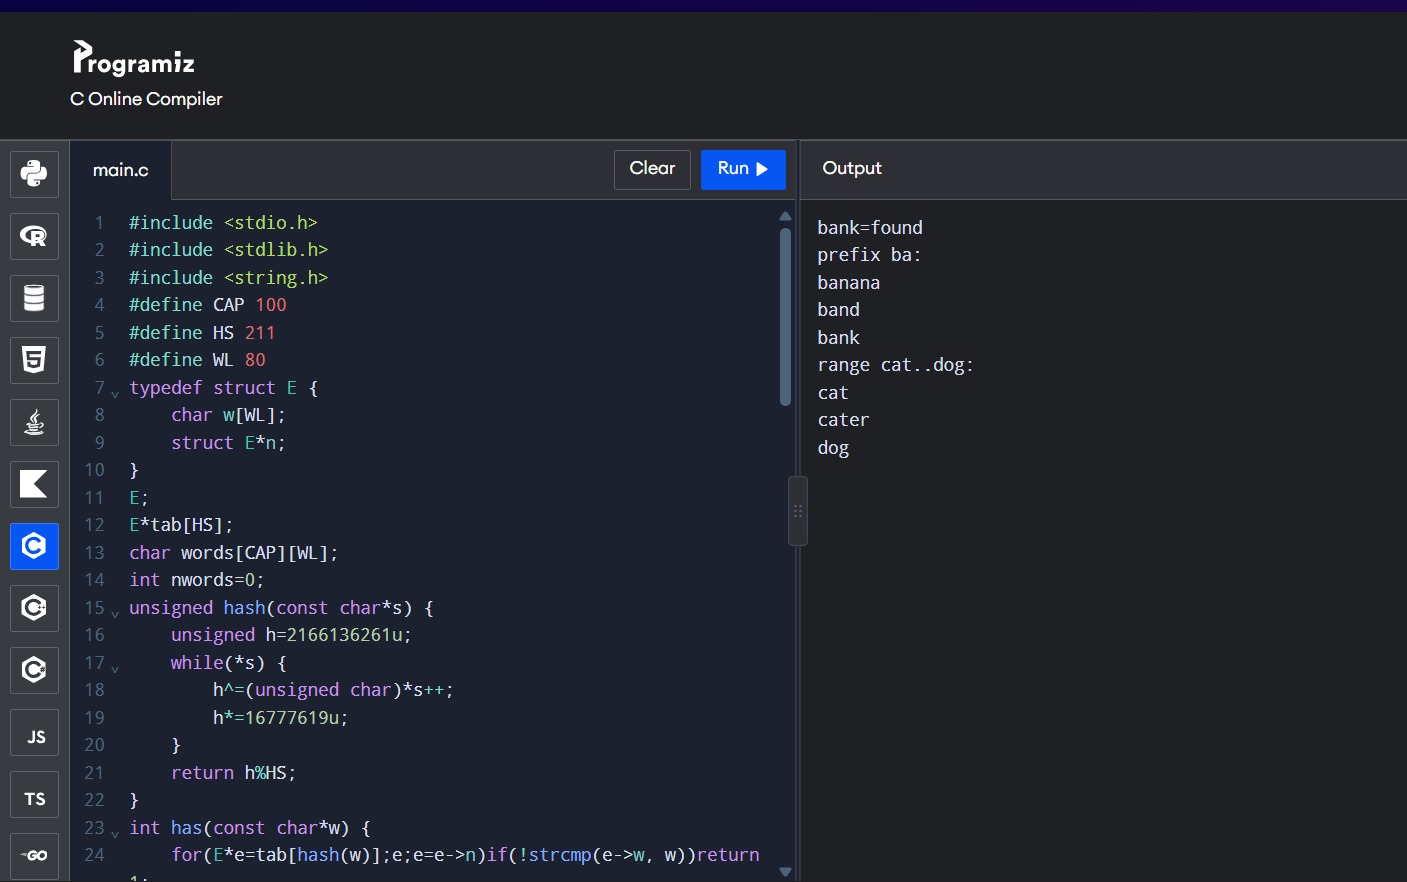 Programiz
C Online Compiler
main.c
Clear
Run
Output
1 #include <stdio.h>
2 #include <stdlib.h>
3 #include <string.h>
4 #define CAP 100
5 #define HS 211
6 #define WL 80
7 typedef struct E {
8 char w[WL];
9 struct E*n;
10 }
11 E;
12 E*tab[HS];
13 char words[CAP][WL];
14 int nwords=0;
15 unsigned hash(const char*s) {
16 unsigned h=2166136261u;
17 while(*s) {
18 h^=(unsigned char)*s++;
19 h*=16777619u;
20 }
21 return h%HS;
22 }
23 int has(const char*w) {
24 for(E*e=tab[hash(w)];e;e=e->n)if(!strcmp(e->w, w))return
1;
bank=found
prefix ba:
banana
band
bank
range cat..dog:
cat
cater
dog
R
5
C
C++
C#
JS
TS
GO